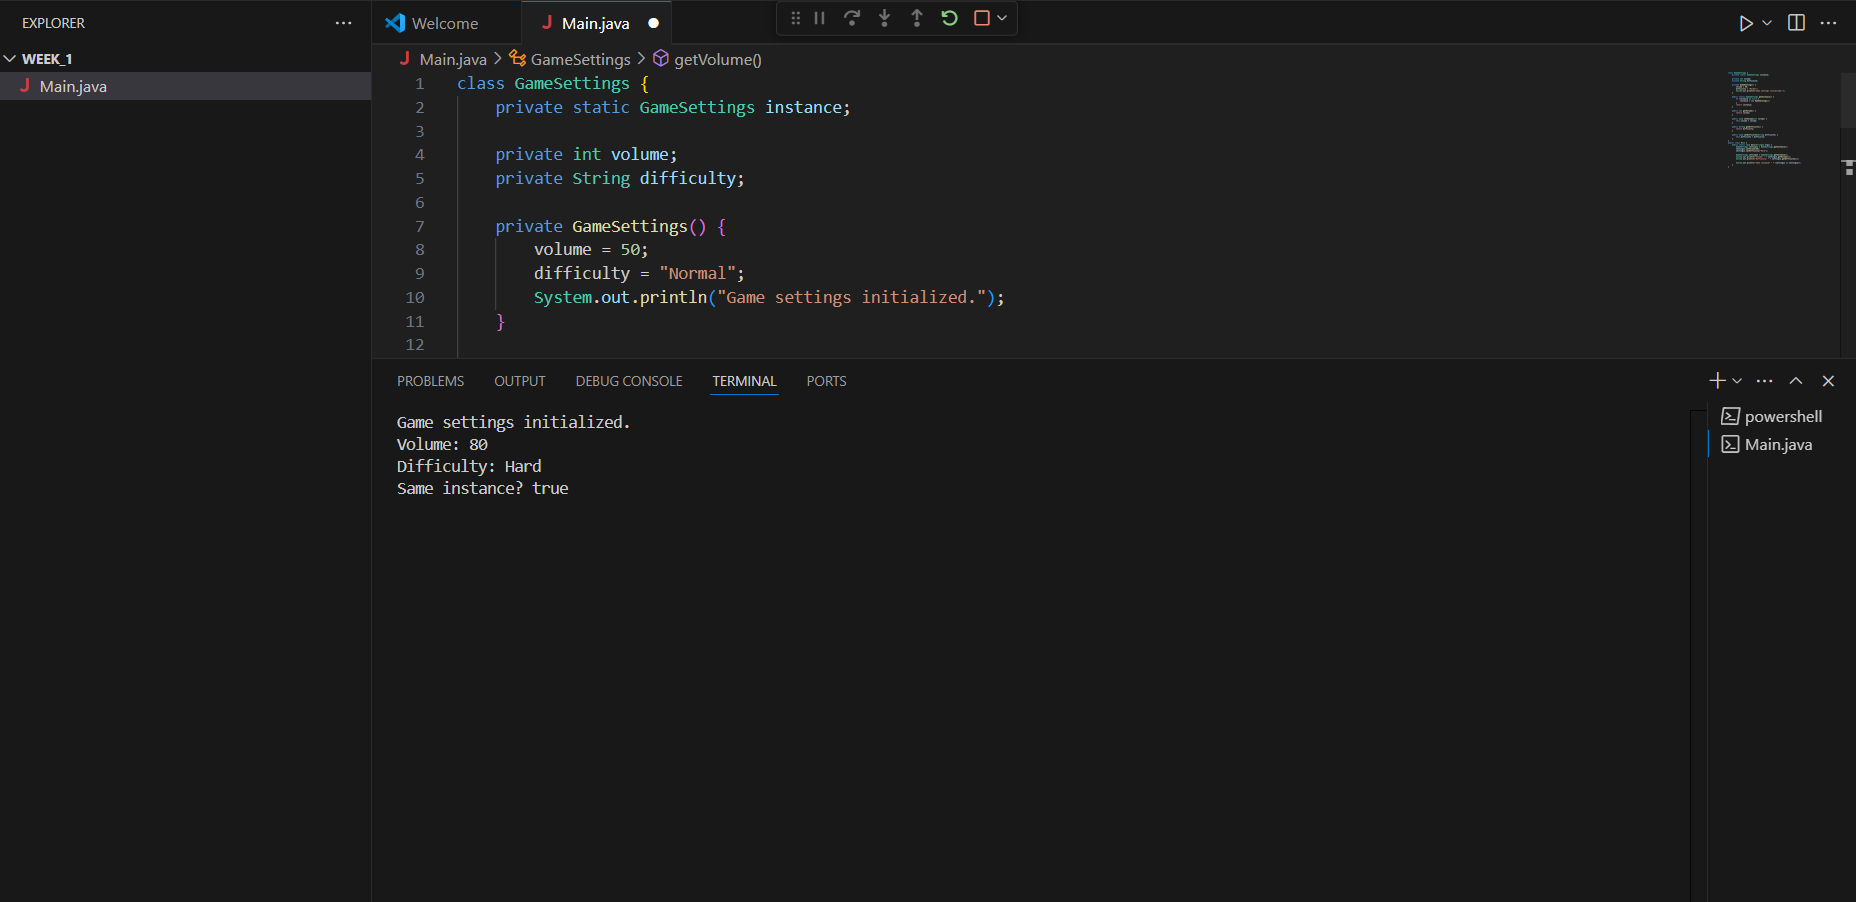 EXPLORER
WEEK_1
J Main.java
Welcome
J Main.java
J Main.java > GameSettings > getVolume()
1 class GameSettings {
2     private static GameSettings instance;
3
4     private int volume;
5     private String difficulty;
6
7     private GameSettings() {
8         volume = 50;
9         difficulty = "Normal";
10         System.out.println("Game settings initialized.");
11     }
12
PROBLEMS OUTPUT DEBUG CONSOLE TERMINAL PORTS
Game settings initialized.
Volume: 80
Difficulty: Hard
Same instance? true
powershell
Main.java